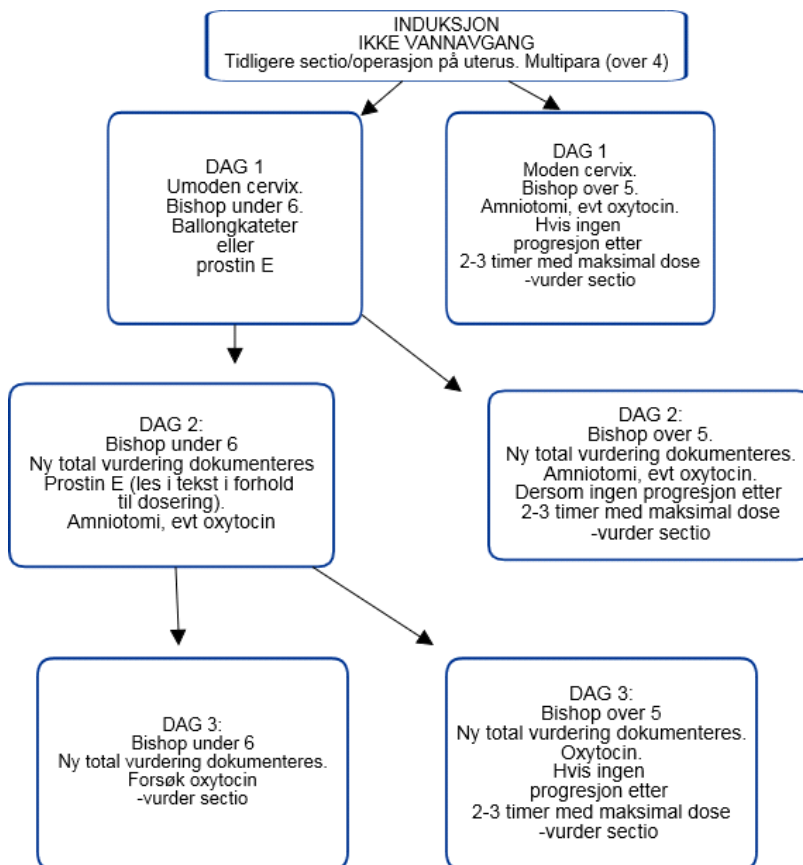 INDUKSJON
IKKE VANNAVGANG
Tidligere sectio/operasjon på uterus. Multipara (over 4)
DAG 1
Umoden cervix.
Bishop under 6.
Ballongkateter
eller
prostin E
DAG 1
Moden cervix.
Bishop over 5.
Amniotomi, evt oxytocin.
Hvis ingen
progresjon etter
2-3 timer med maksimal dose
-vurder sectio
DAG 2:
Bishop under 6
Ny total vurdering dokumenteres
Prostin E (les i tekst i forhold
til dosering).
Amniotomi, evt oxytocin
DAG 2:
Bishop over 5.
Ny total vurdering dokumenteres.
Amniotomi, evt oxytocin.
Dersom ingen progresjon etter
2-3 timer med maksimal dose
-vurder sectio
DAG 3:
Bishop under 6
Ny total vurdering dokumenteres.
Forsøk oxytocin
-vurder sectio
DAG 3:
Bishop over 5
Ny total vurdering dokumenteres.
Oxytocin.
Hvis ingen
progresjon etter
2-3 timer med maksimal dose
-vurder sectio